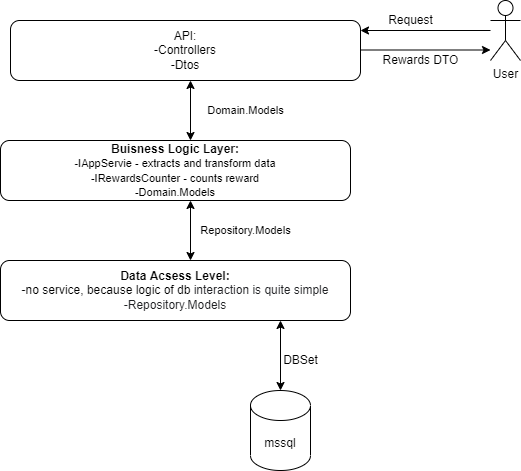 Request
API:
-Controllers
-Dtos
Rewards DTO
User
Domain.Models
Buisness Logic Layer:
-IAppServie - extracts and transform data
-IRewardsCounter - counts reward
-Domain.Models
Repository.Models
Data Acsess Level:
-no service, because logic of db interaction is quite simple
-Repository.Models
DBSet
mssql